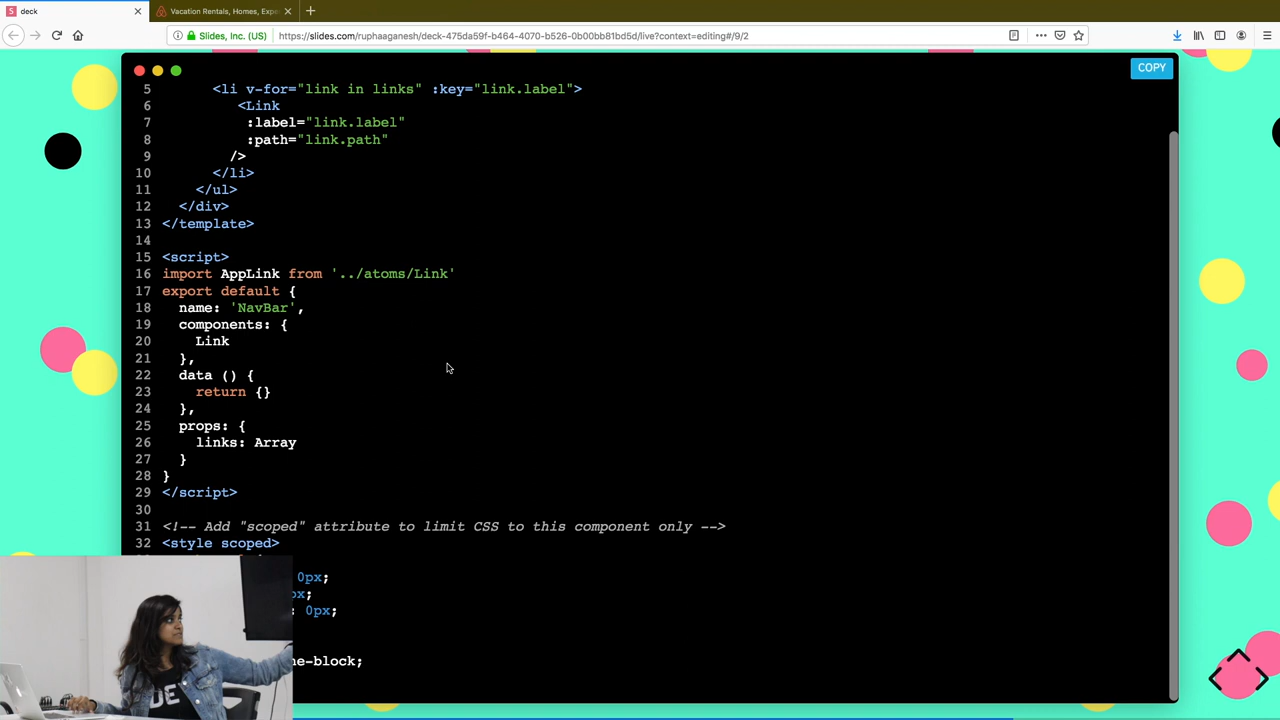 deck
Vacation Rentals, Homes, Expe
Slides, Inc. (US)
https://slides.com/ruphaaganesh/deck-475da59f-b464-4070-b526-0b00bb81bd5d/live?context=editing#/9/2
COPY
5 <li v-for="link in links" :key="link.label">
6 <Link
7 :label="link.label"
8 :path="link.path"
9 />
10 </li>
11 </ul>
12 </div>
13 </template>
14
15 <script>
16 import AppLink from '../atoms/Link'
17 export default {
18 name: 'NavBar',
19 components: {
20 Link
21 },
22 data () {
23 return {}
24 },
25 props: {
26 links: Array
27 }
28 }
29 </script>
30
31 <!-- Add "scoped" attribute to limit CSS to this component only -->
32 <style scoped>
0px;
px;
: 0px;
ne-block;
DE